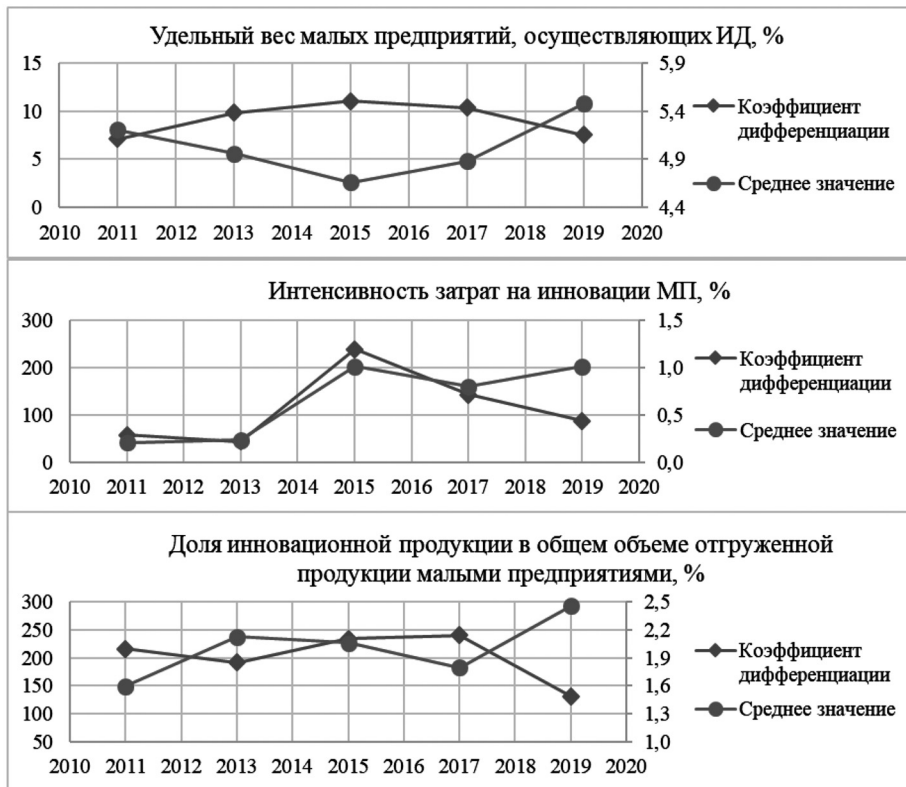 Удельный вес малых предприятий, осуществляющих ИД, %
15
10
5
0
5,9
5,4
4,9
4,4
2010 2011 2012 2013 2014 2015 2016 2017 2018 2019 2020
Коэффициент
дифференциации
Среднее значение
Интенсивность затрат на инновации МП, %
300
200
100
0
1,5
1,0
0,5
0,0
2010 2011 2012 2013 2014 2015 2016 2017 2018 2019 2020
Коэффициент
дифференциации
Среднее значение
Доля инновационной продукции в общем объеме отгруженной
продукции малыми предприятиями, %
300
250
200
150
100
50
2,5
2,2
1,9
1,6
1,3
1,0
2010 2011 2012 2013 2014 2015 2016 2017 2018 2019 2020
Коэффициент
дифференциации
Среднее значение